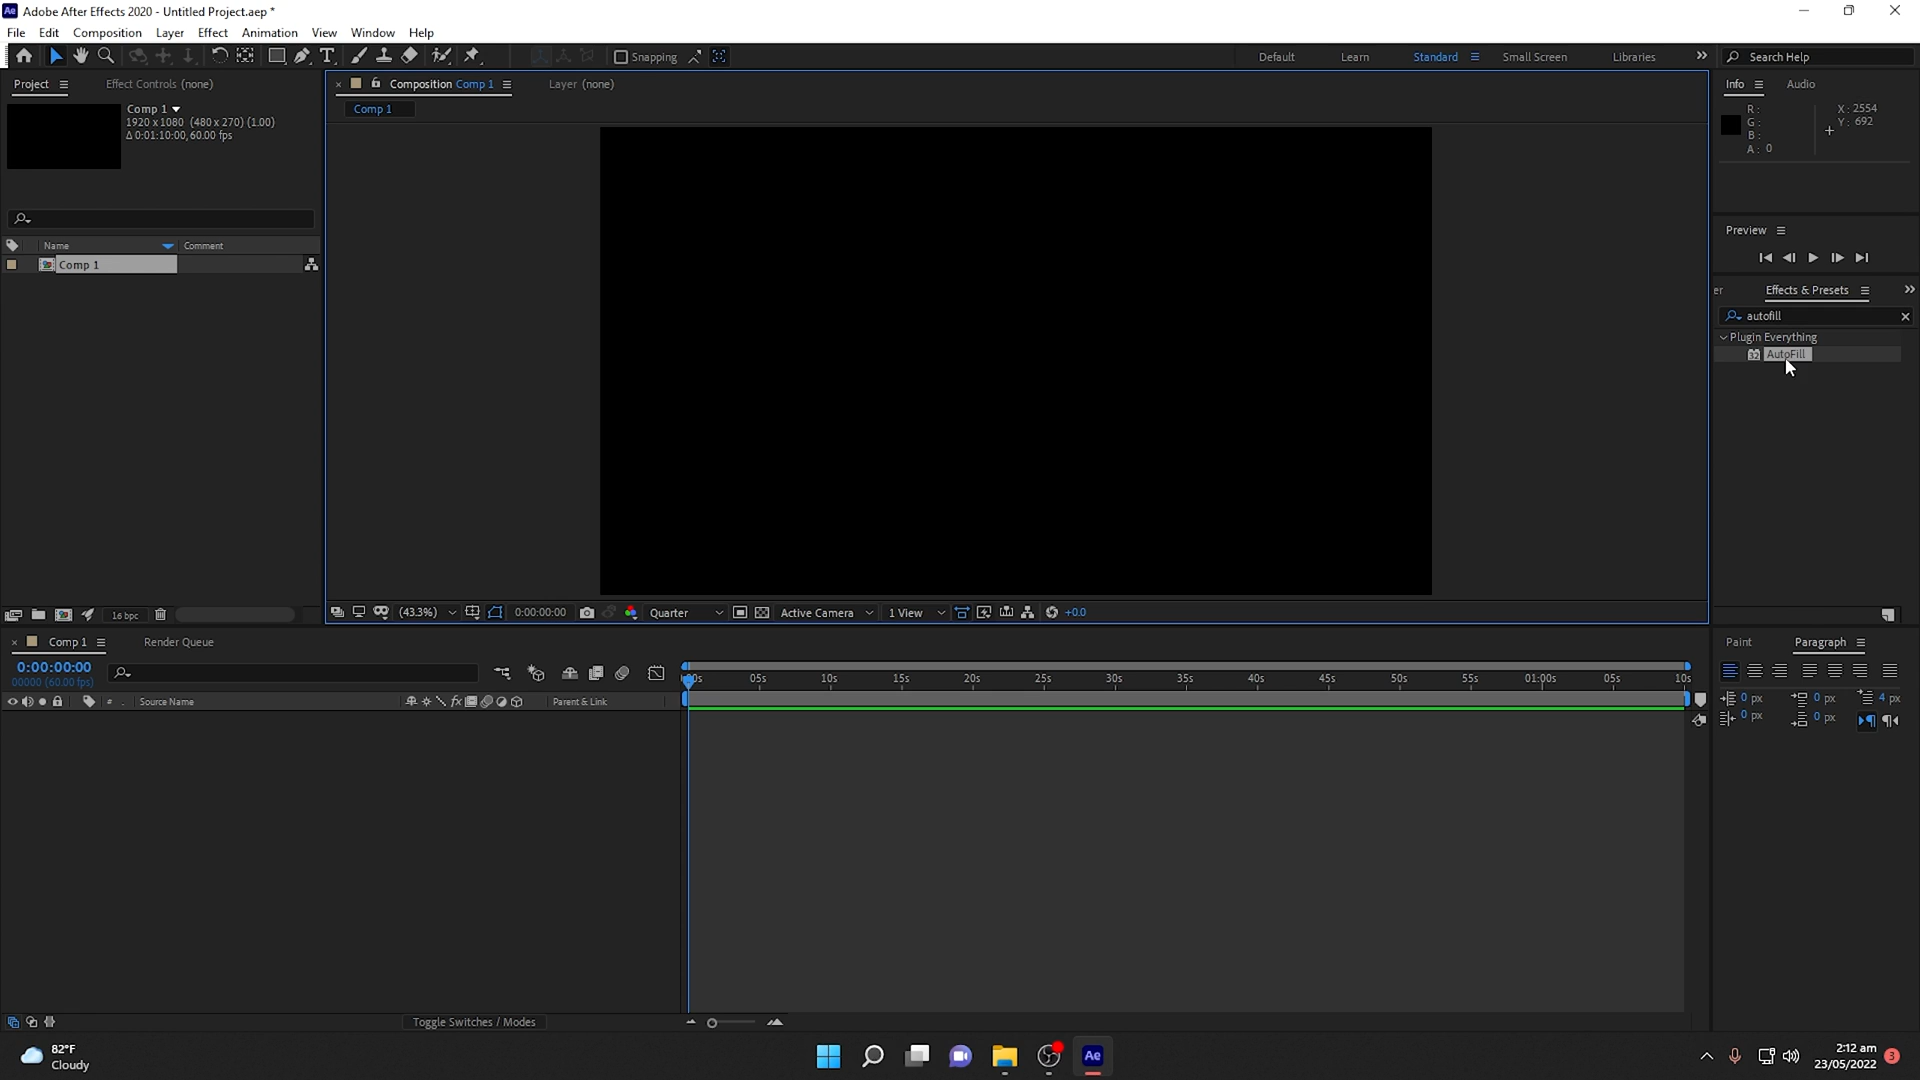 Ae Adobe After Effects 2020 - Untitled Project.aep *
File Edit Composition Layer Effect Animation View Window Help
Snapping
Default Learn Standard Small Screen Libraries
Search Help
Project
Effect Controls (none)
Comp 1
1920 x 1080 (480 x 270) (1.00)
Δ 0:01:10:00, 60.00 fps
Name Comment
Comp 1
16 bpc
Composition Comp 1
Layer (none)
Comp 1
(43.3%) 0:00:00:00 Quarter Active Camera 1 View +0.0
Info Audio
R:
G:
B:
A: 0
X: 2554
Y: 692
Preview
er Effects & Presets
autofill
Plugin Everything
32 AutoFill
Comp 1
Render Queue
0:00:00:00
00000 (60.00 fps)
# . Source Name Parent & Link
05s 10s 15s 20s 25s 30s 35s 40s 45s 50s 55s 01:00s 05s 10s
Toggle Switches / Modes
Paint Paragraph
0 px 0 px 4 px
0 px 0 px
82°F
Cloudy
Ae
2:12 am
23/05/2022
3